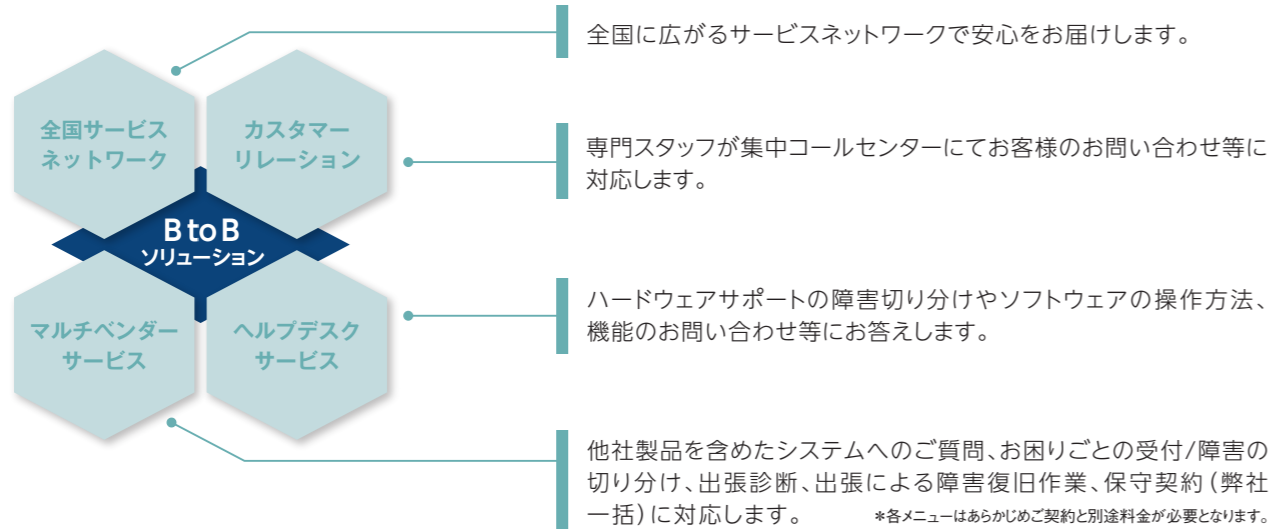 全国に広がるサービスネットワークで安心をお届けします。
全国サービス
ネットワーク
カスタマー
リレーション
専門スタッフが集中コールセンターにてお客様のお問い合わせ等に
対応します。
B to B
ソリューション
マルチベンダー
サービス
ヘルプデスク
サービス
ハードウェアサポートの障害切り分けやソフトウェアの操作方法、
機能のお問い合わせ等にお答えします。
他社製品を含めたシステムへのご質問、お困りごとの受付/障害の
切り分け、出張診断、出張による障害復旧作業、保守契約(弊社
一括)に対応します。
*各メニューはあらかじめご契約と別途料金が必要となります。